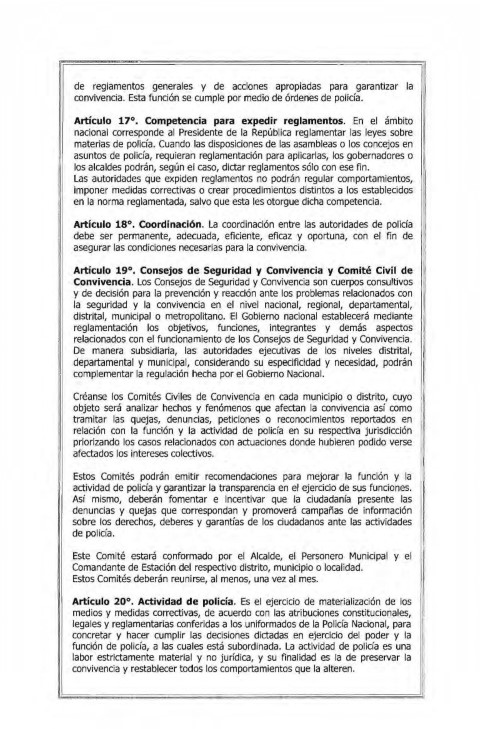 de reglamentos generales y de acciones apropiadas para garantizar la
convivencia. Esta función se cumple por medio de órdenes de policía.
Artículo 17°. Competencia para expedir reglamentos. En el ámbito
nacional corresponde al Presidente de la República reglamentar las leyes sobre
materias de policía. Cuando las disposiciones de las asambleas o los concejos en
asuntos de policía, requieran reglamentación para aplicarlas, los gobernadores o
los alcaldes podrán, según el caso, dictar reglamentos sólo con ese fin.
Las autoridades que expiden reglamentos no podrán regular comportamientos,
imponer medidas correctivas o crear procedimientos distintos a los establecidos
en la norma reglamentada, salvo que esta les otorgue dicha competencia.
Artículo 18°. Coordinación. La coordinación entre las autoridades de policía
debe ser permanente, adecuada, eficiente, eficaz y oportuna, con el fin de
asegurar las condiciones necesarias para la convivencia.
Artículo 19°. Consejos de Seguridad y Convivencia y Comité Civil de
Convivencia. Los Consejos de Seguridad y Convivencia son cuerpos consultivos
y de decisión para la prevención y reacción ante los problemas relacionados con
la seguridad y la convivencia en el nivel nacional, regional, departamental,
distrital, municipal o metropolitano. El Gobierno nacional establecerá mediante
reglamentación los objetivos, funciones, integrantes y demás aspectos
relacionados con el funcionamiento de los Consejos de Seguridad y Convivencia.
De manera subsidiaria, las autoridades ejecutivas de los niveles distrital,
departamental y municipal, considerando su especificidad y necesidad, podrán
complementar la regulación hecha por el Gobierno Nacional.
Créanse los Comités Civiles de Convivencia en cada municipio o distrito, cuyo
objeto será analizar hechos y fenómenos que afectan la convivencia así como
tramitar las quejas, denuncias, peticiones o reconocimientos reportados en
relación con la función y la actividad de policía en su respectiva jurisdicción
priorizando los casos relacionados con actuaciones donde hubieren podido verse
afectados los intereses colectivos.
Estos Comités podrán emitir recomendaciones para mejorar la función y la
actividad de policía y garantizar la transparencia en el ejercicio de sus funciones.
Así mismo, deberán fomentar e incentivar que la ciudadanía presente las
denuncias y quejas que correspondan y promoverá campañas de información
sobre los derechos, deberes y garantías de los ciudadanos ante las actividades
de policía.
Este Comité estará conformado por el Alcalde, el Personero Municipal y el
Comandante de Estación del respectivo distrito, municipio o localidad.
Estos Comités deberán reunirse, al menos, una vez al mes.
Artículo 20°. Actividad de policía. Es el ejercicio de materialización de los
medios y medidas correctivas, de acuerdo con las atribuciones constitucionales,
legales y reglamentarias conferidas a los uniformados de la Policía Nacional, para
concretar y hacer cumplir las decisiones dictadas en ejercicio del poder y la
función de policía, a las cuales está subordinada. La actividad de policía es una
labor estrictamente material y no jurídica, y su finalidad es la de preservar la
convivencia y restablecer todos los comportamientos que la alteren.